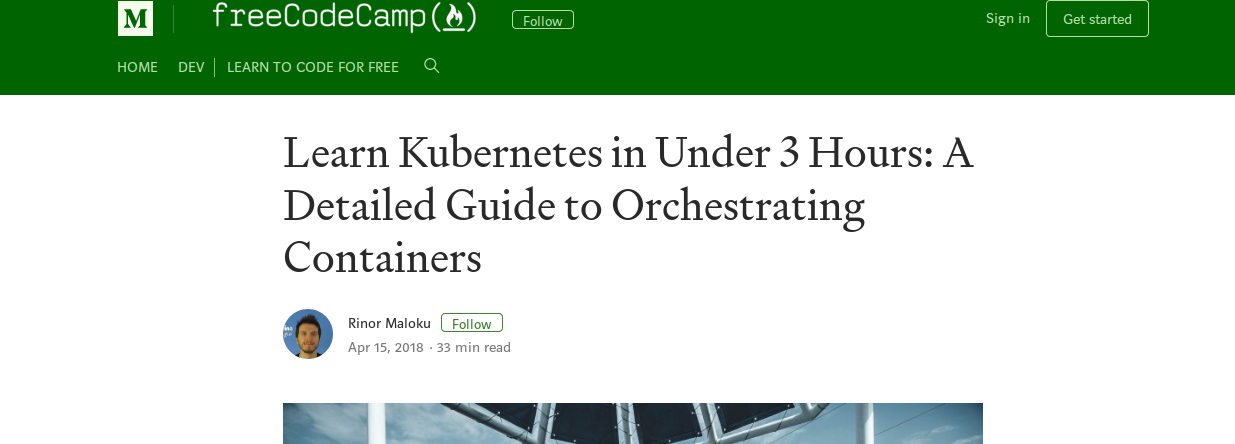 M freeCodeCamp(🔥) Follow Sign in Get started
HOME DEV LEARN TO CODE FOR FREE
Learn Kubernetes in Under 3 Hours: A
Detailed Guide to Orchestrating
Containers
Rinor Maloku Follow
Apr 15, 2018 · 33 min read